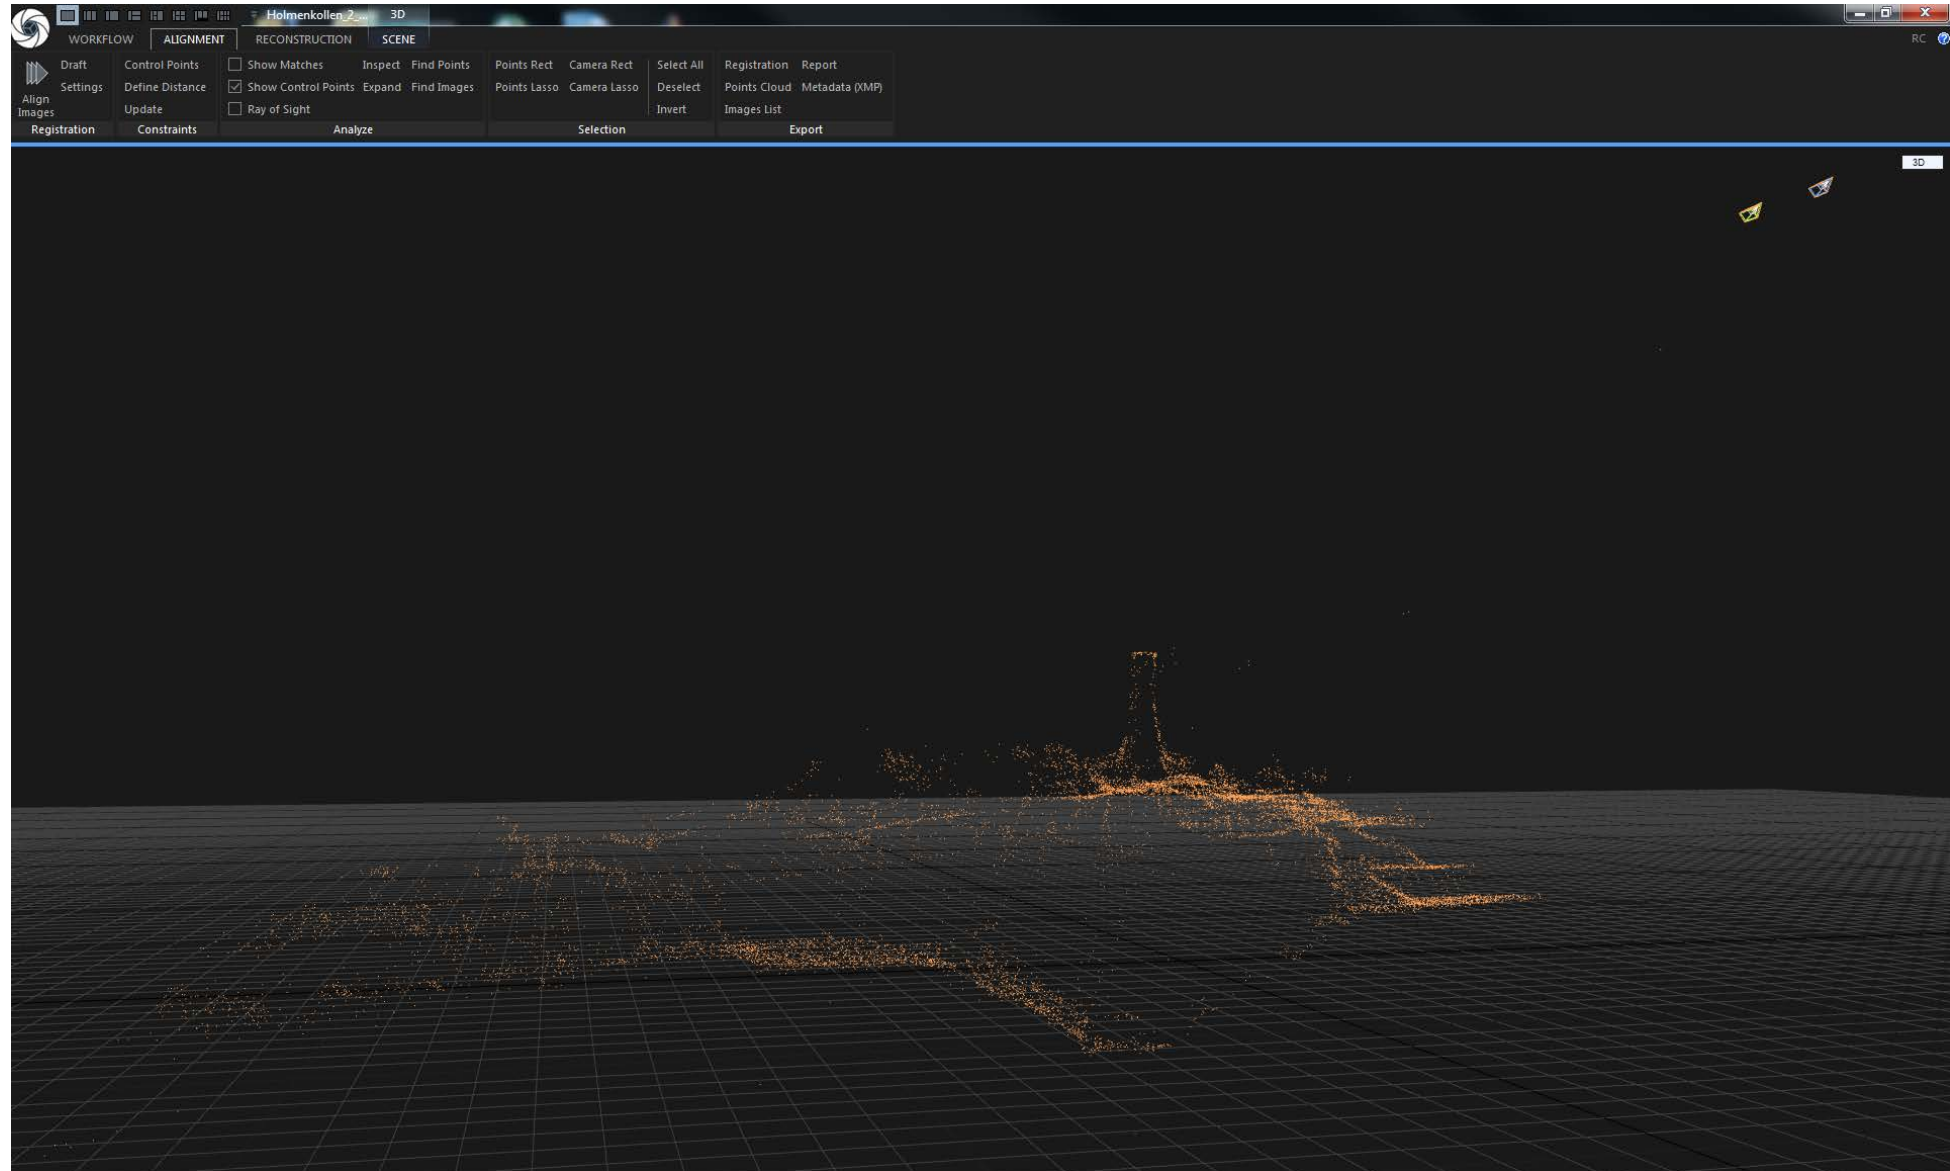 Holmenkollen_2_... 3D
WORKFLOW ALIGNMENT RECONSTRUCTION SCENE RC
Draft Control Points Show Matches Inspect Find Points Points Rect Camera Rect Select All Registration Report
Settings Define Distance Show Control Points Expand Find Images Points Lasso Camera Lasso Deselect Points Cloud Metadata (XMP)
Align Images Update Ray of Sight Invert Images List
Registration Constraints Analyze Selection Export
3D